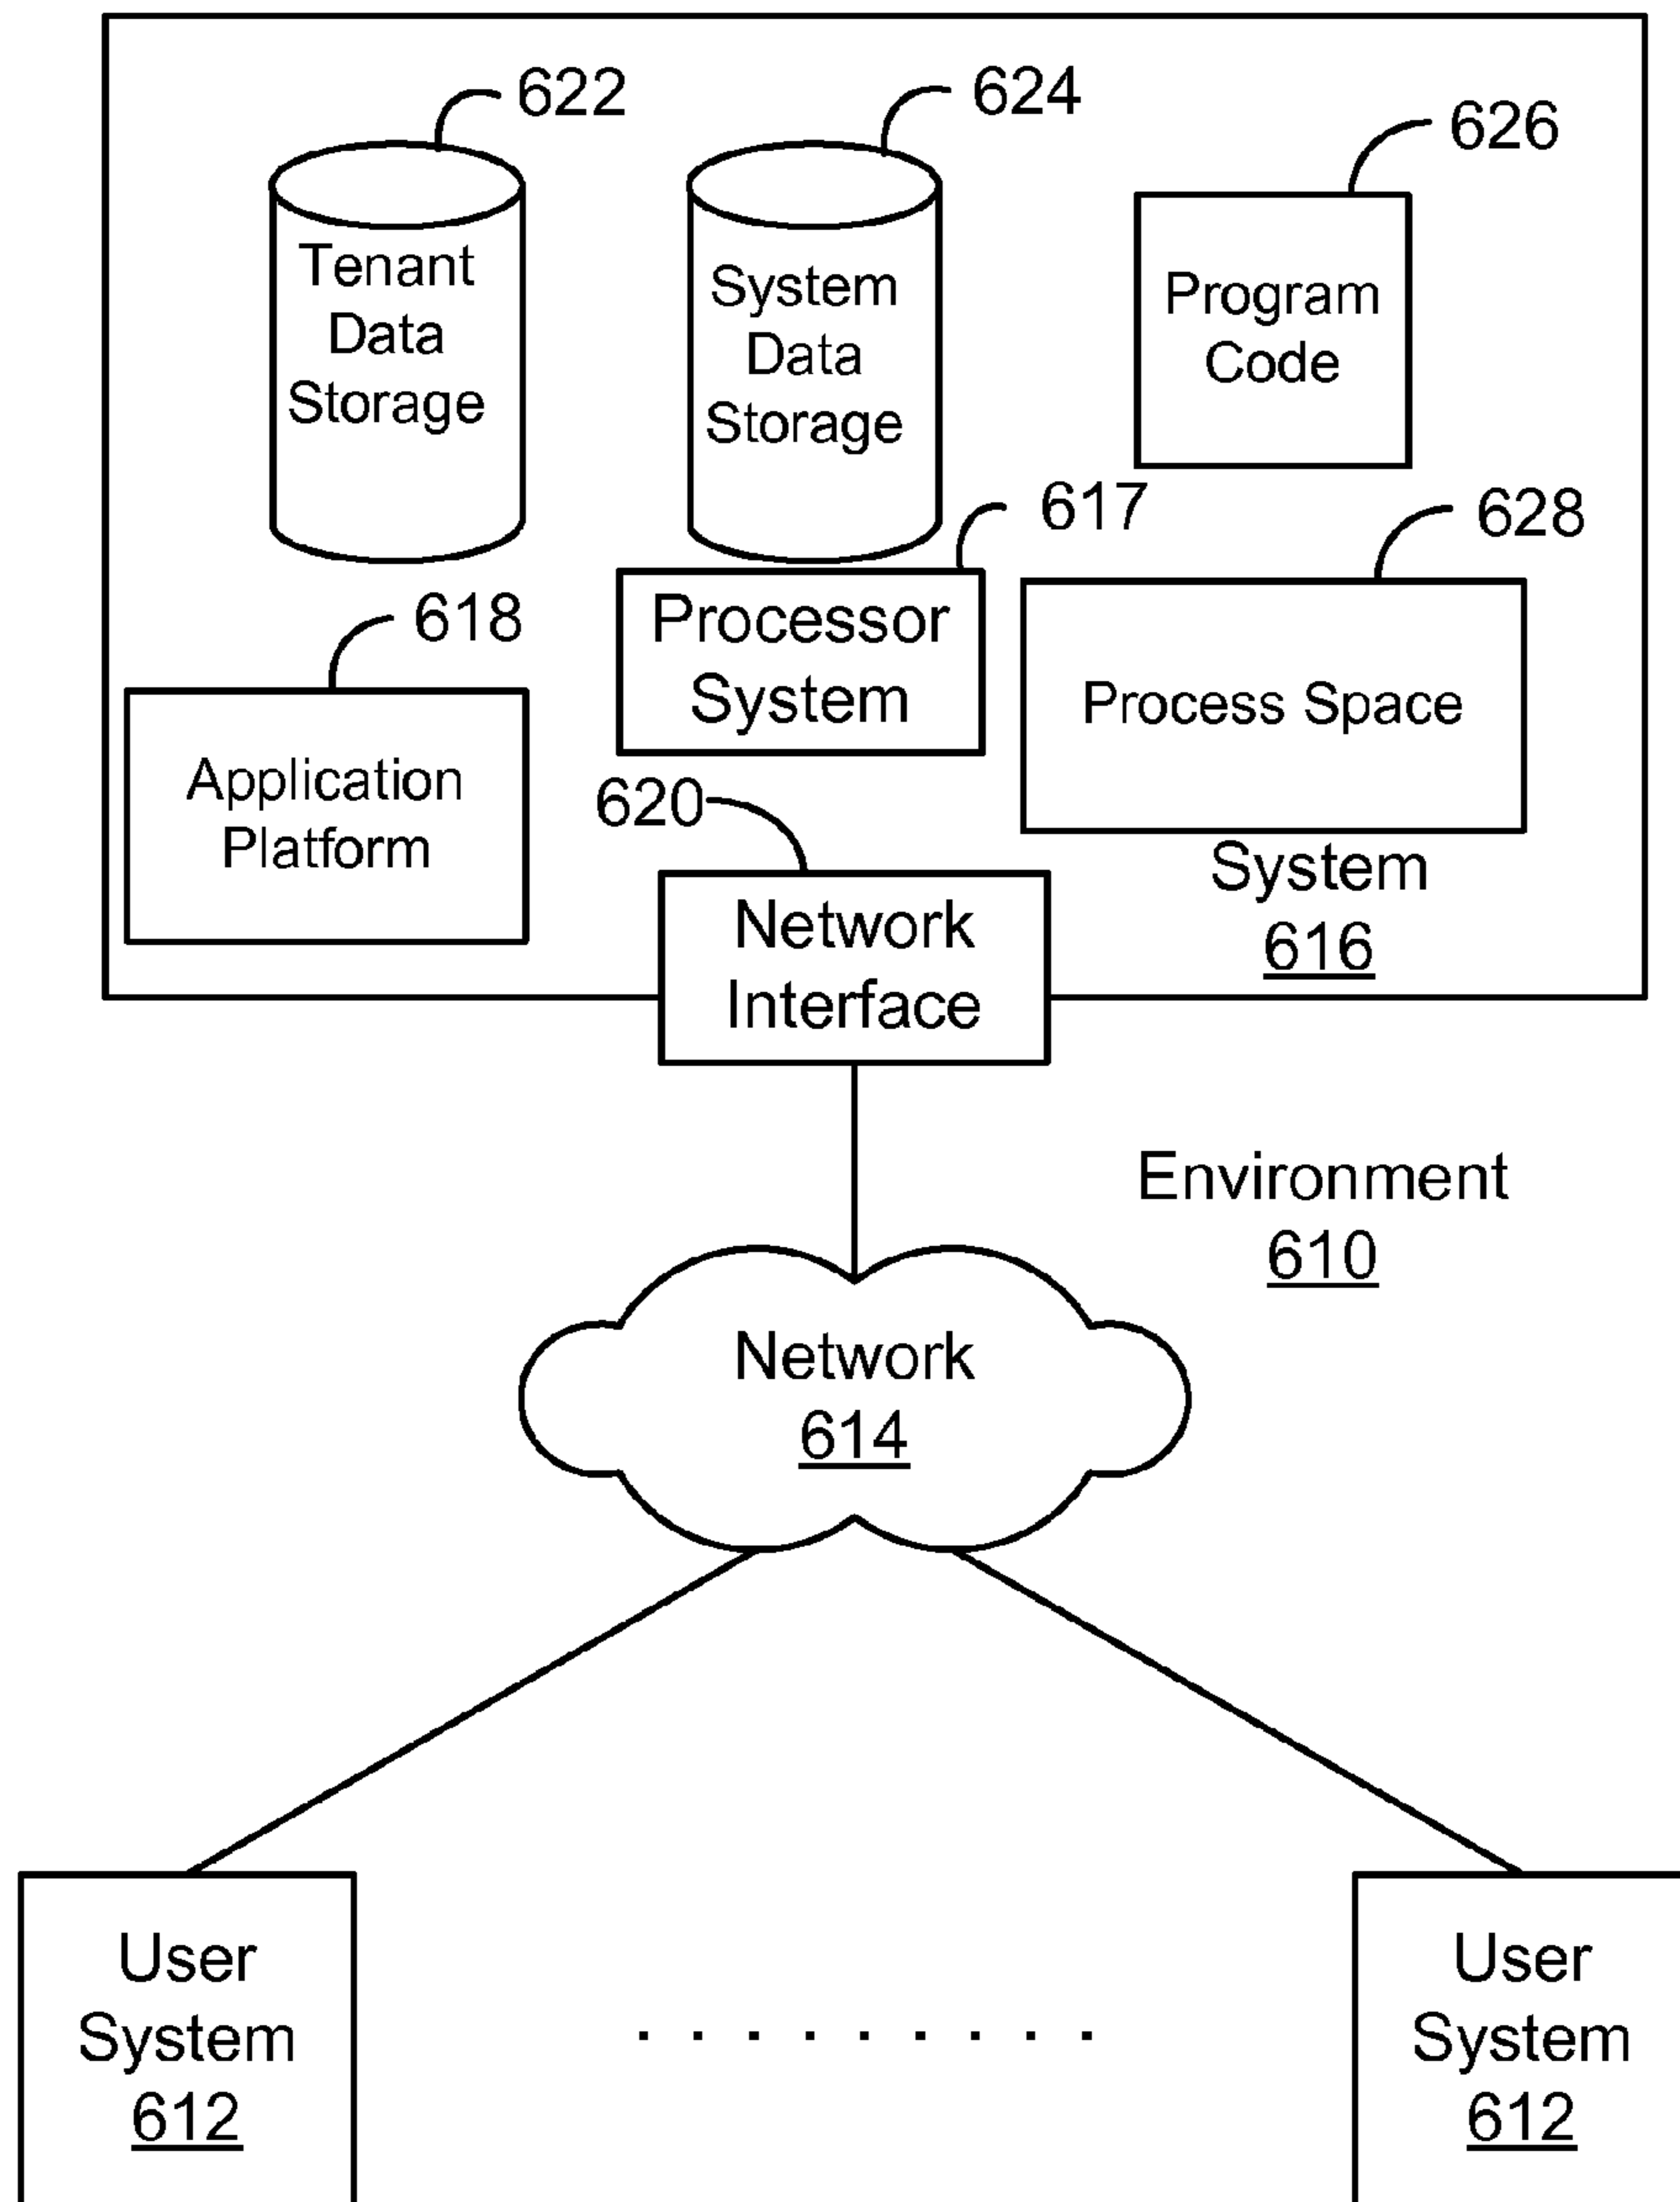 622
624
626
Tenant
Data
Storage
System
Data
Storage
Program
Code
617
628
618
Processor
System
Process Space
Application
Platform
620
System
616
Network
Interface
Environment
610
Network
614
User
System
612
. . . . . . . . .
User
System
612